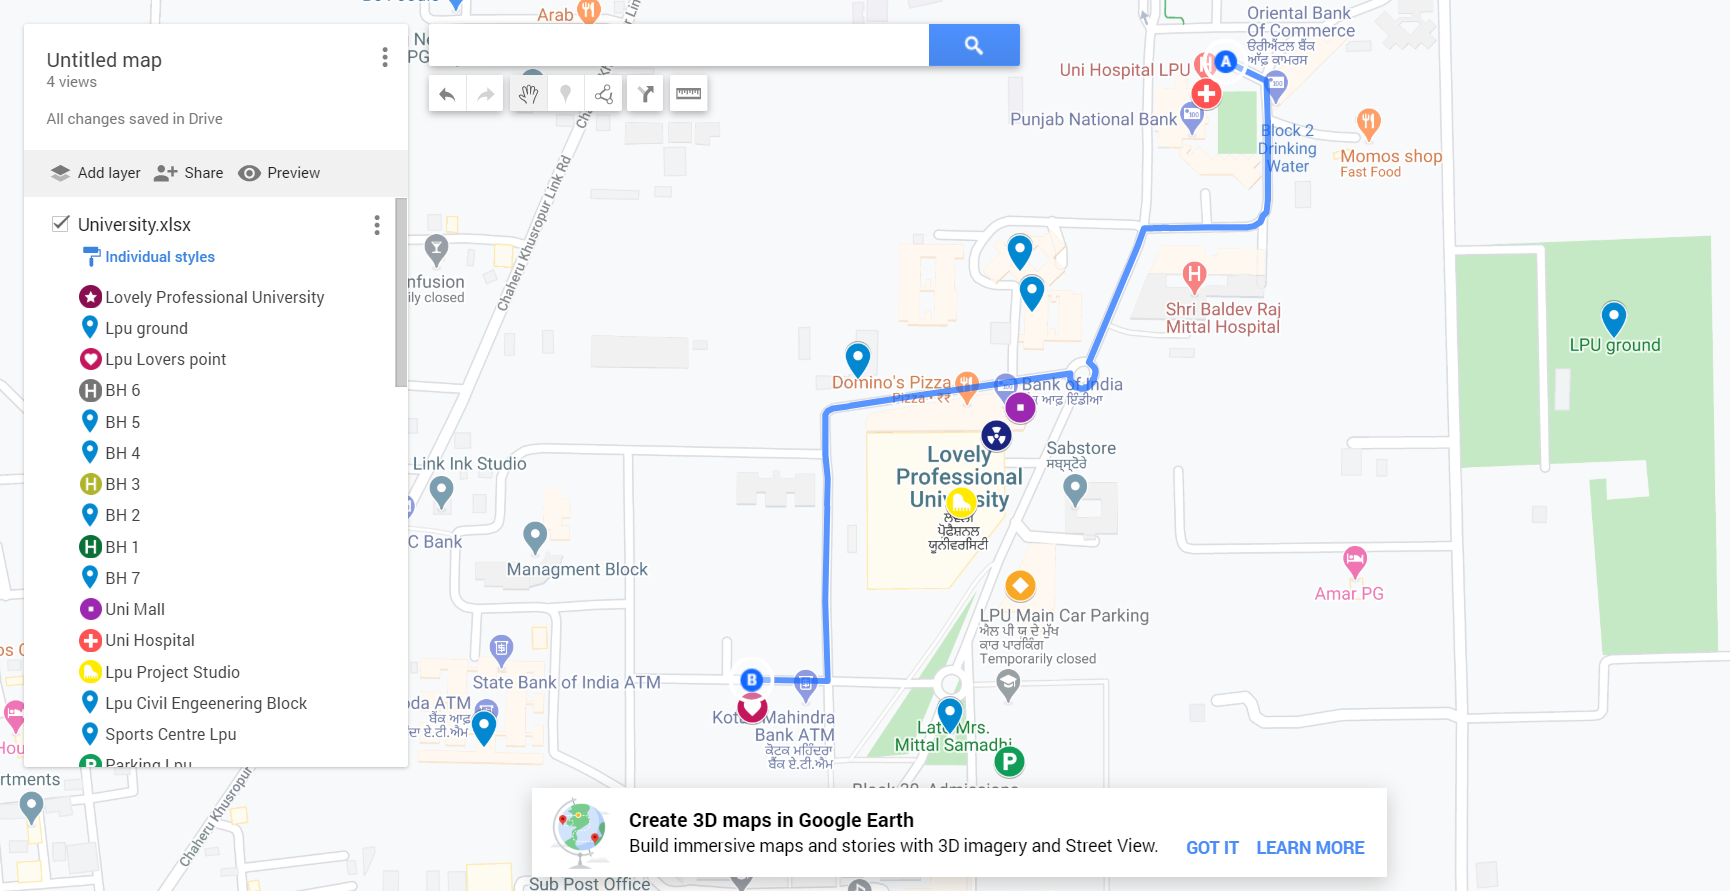 Untitled map
4 views
All changes saved in Drive
Add layer
Share
Preview
University.xlsx
Individual styles
Lovely Professional University
Lpu ground
Lpu Lovers point
BH 6
BH 5
BH 4
BH 3
BH 2
BH 1
BH 7
Uni Mall
Uni Hospital
Lpu Project Studio
Lpu Civil Engeenering Block
Sports Centre Lpu
Parking Lpu
Arab
Chaheru Khusropur Link Rd
Oriental Bank
Of Commerce
ਓਰੀਐਂਟਲ ਬੈਂਕ
ਆੱਫ਼ ਕਾਮਰਸ
Uni Hospital LPU
A
Punjab National Bank
Block 2
Drinking
Water
Momos shop
Fast Food
Shri Baldev Raj
Mittal Hospital
LPU ground
nfusion
ily closed
Domino's Pizza
Pizza • ₹₹
Bank of India
ਆਫ਼ ਇੰਡੀਆ
Link Ink Studio
Lovely
Professional
University
ਲਵਲੀ
ਪ੍ਰੋਫੈਸ਼ਨਲ
ਯੂਨੀਵਰਸਿਟੀ
Sabstore
ਸਬਸਟੋਰੇ
C Bank
Managment Block
Amar PG
LPU Main Car Parking
ਐਲ ਪੀ ਯੂ ਦੇ ਮੁੱਖ
ਕਾਰ ਪਾਰਕਿੰਗ
Temporarily closed
State Bank of India ATM
B
oda ATM
ਬੈਂਕ ਆਫ਼
ਦਾ ਏ.ਟੀ.ਐਮ
Kotak Mahindra
Bank ATM
ਕੋਟਕ ਮਹਿੰਦਰਾ
ਬੈਂਕ ਏ.ਟੀ.ਐਮ
Late Mrs.
Mittal Samadhi
P
Block 30, Admissions
rtments
Chaheru Khusropur Link
Create 3D maps in Google Earth
Build immersive maps and stories with 3D imagery and Street View.
GOT IT
LEARN MORE
Sub Post Office